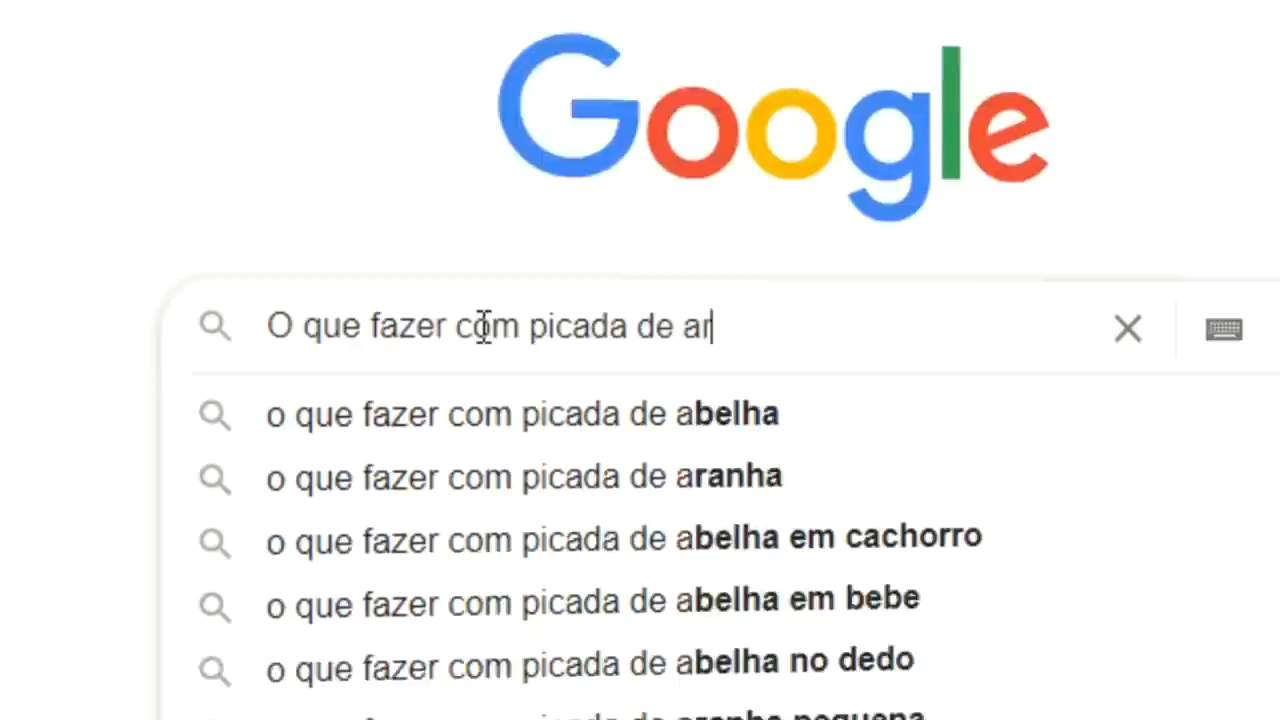 Google
O que fazer com picada de ar
o que fazer com picada de abelha
o que fazer com picada de aranha
o que fazer com picada de abelha em cachorro
o que fazer com picada de abelha em bebe
o que fazer com picada de abelha no dedo
aranha pequena